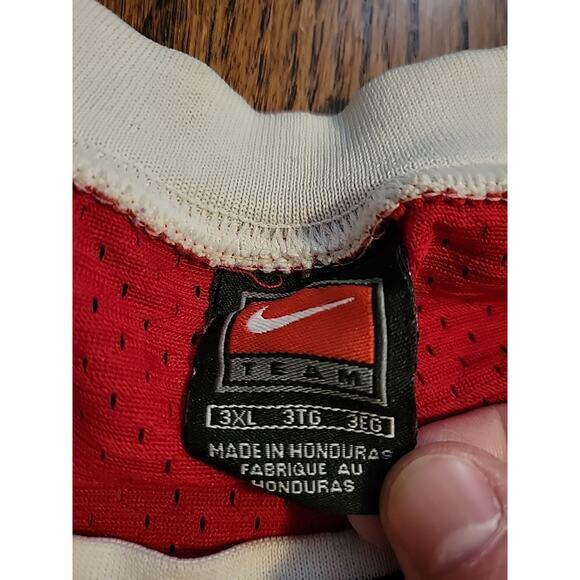 TEAM
3XL 3TG 3EG
MADE IN HONDURAS
FABRIQUE AU
HONDURAS